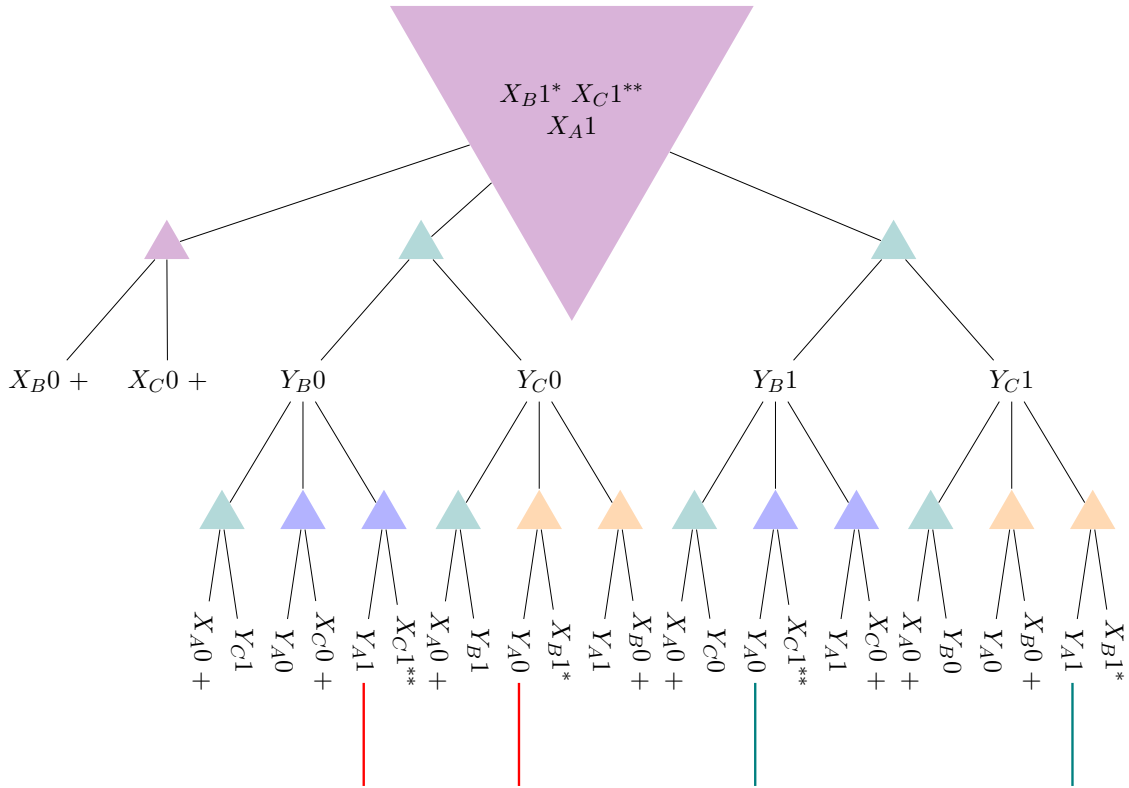 X_B1^* X_C1^{**}
X_A1
X_B0 +
X_C0 +
Y_B0
Y_C0
Y_B1
Y_C1
X_A0 +
Y_C1
Y_A0
X_C0 +
Y_A1
X_C1^{**}
X_A0 +
Y_B1
Y_A0
X_B1^*
Y_A1
X_B0 +
X_A0 +
Y_C0
Y_A0
X_C1^{**}
Y_A1
X_C0 +
X_A0 +
Y_B0
Y_A0
X_B0 +
Y_A1
X_B1^*